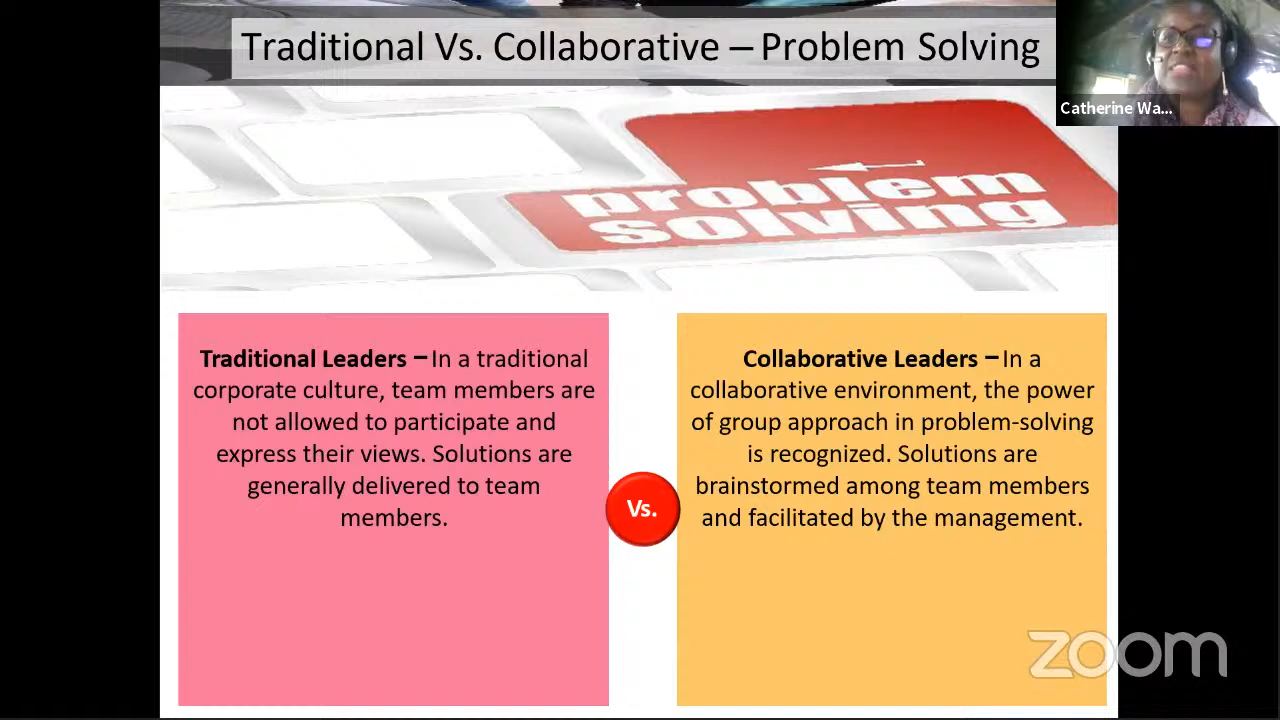 Traditional Vs. Collaborative – Problem Solving
Catherine Wa...
problem
solving
Traditional Leaders – In a traditional
corporate culture, team members are
not allowed to participate and
express their views. Solutions are
generally delivered to team
members.
Vs.
Collaborative Leaders – In a
collaborative environment, the power
of group approach in problem-solving
is recognized. Solutions are
brainstormed among team members
and facilitated by the management.
zoom